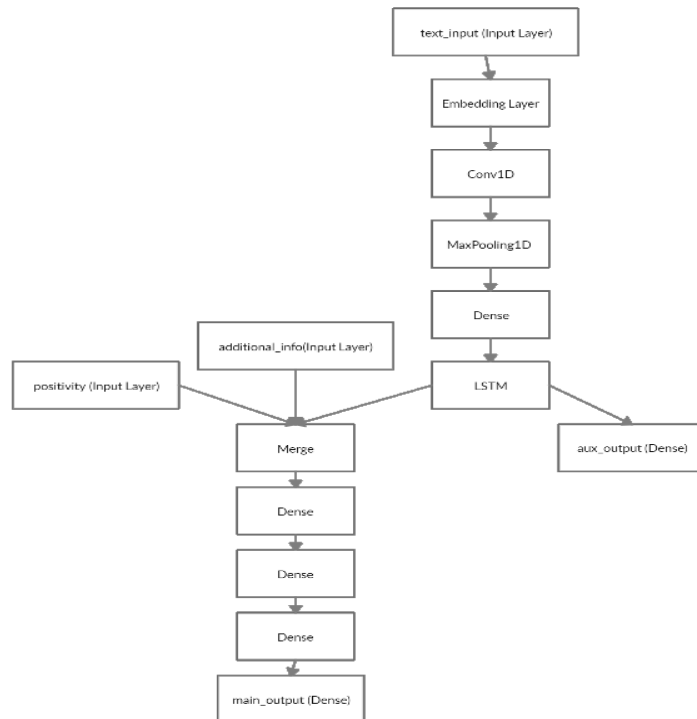 text_input (Input Layer)
Embedding Layer
Conv1D
MaxPooling1D
Dense
additional_info(Input Layer)
positivity (Input Layer)
LSTM
Merge
aux_output (Dense)
Dense
Dense
Dense
main_output (Dense)